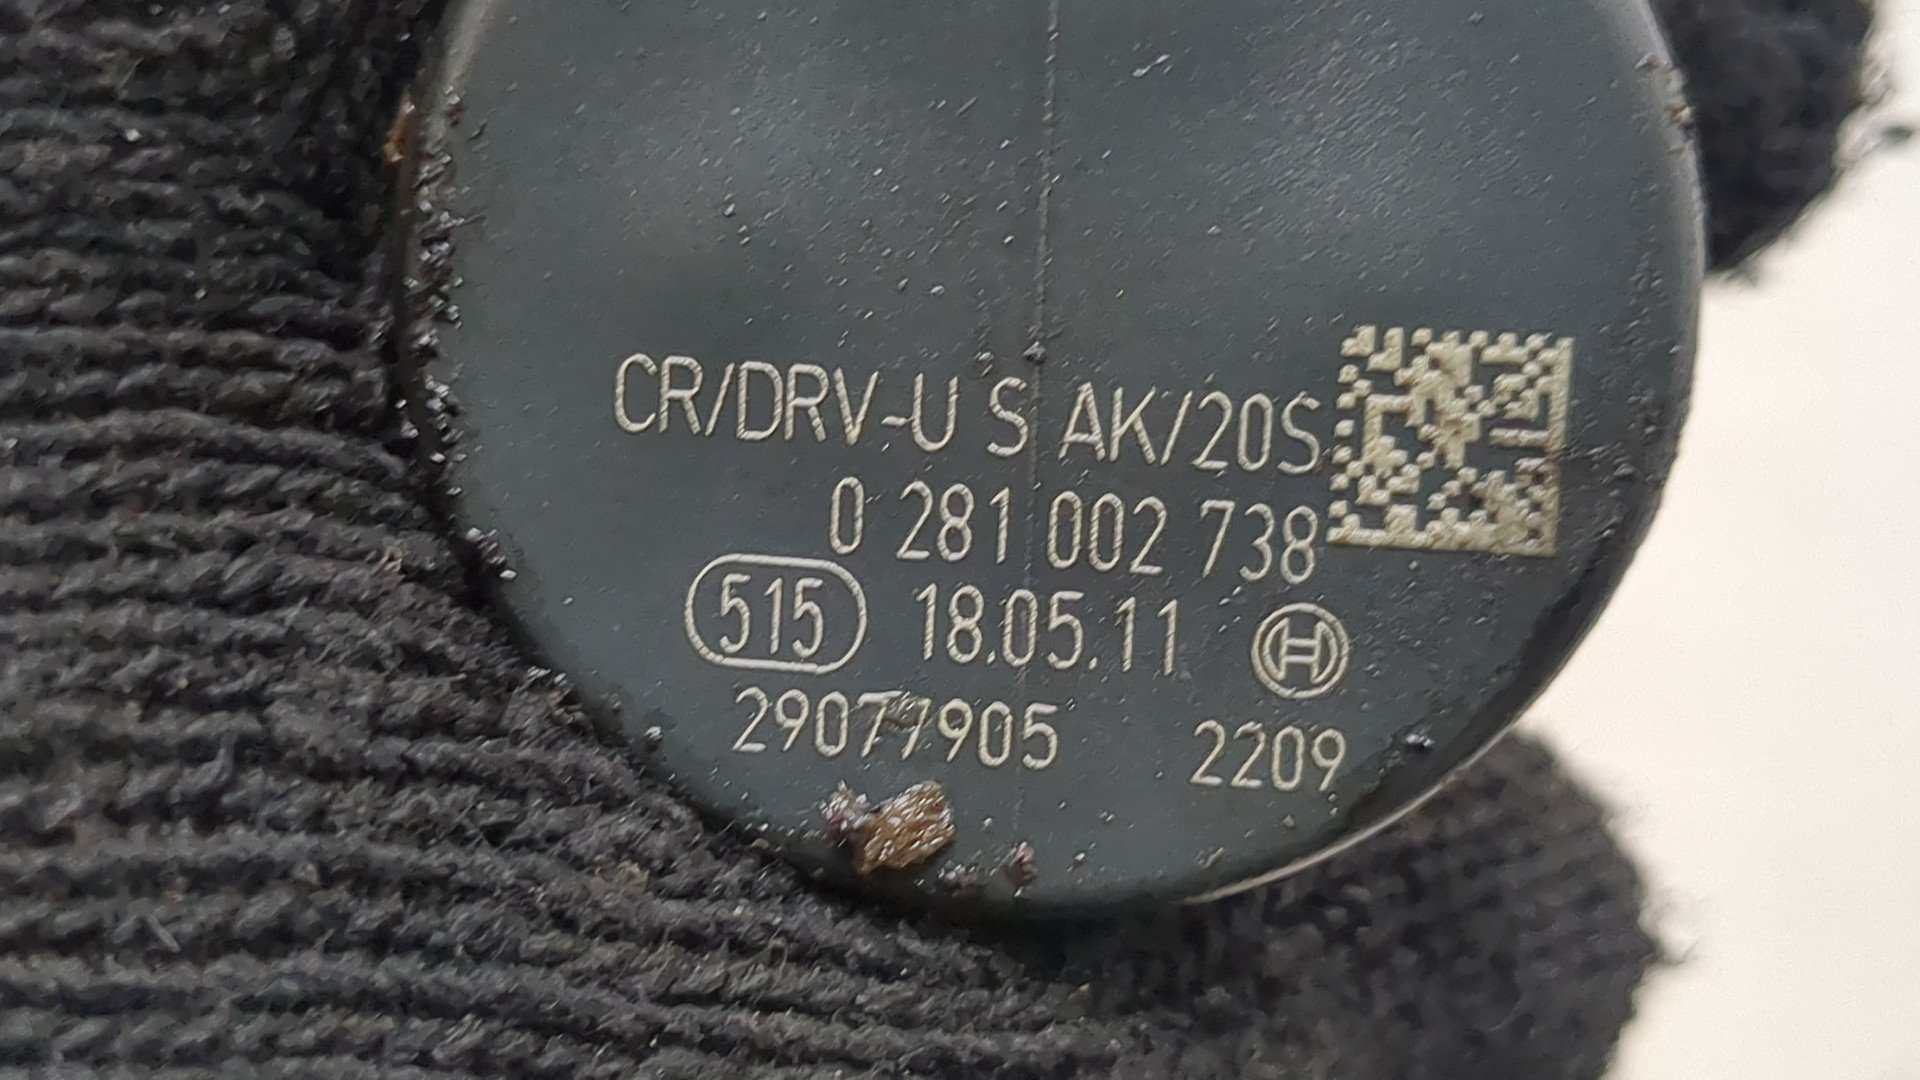 CR/DRV-U S AK/20S
0 281 002 738
515 18.05.11
29077905 2209